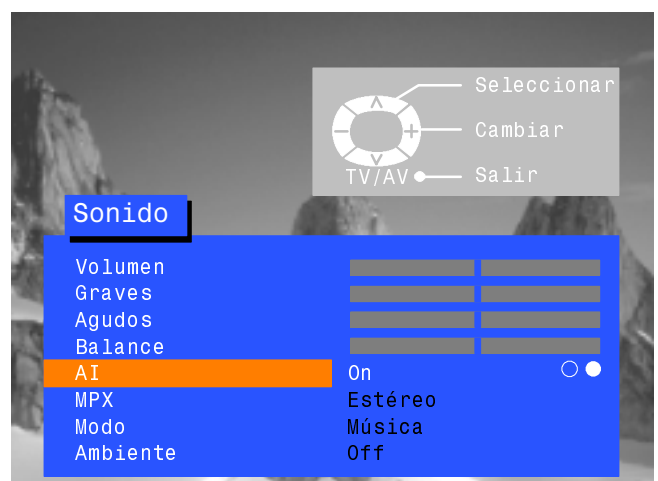 Seleccionar
Cambiar
TV/AV Salir
Sonido
Volumen
Graves
Agudos
Balance
AI On
MPX Estéreo
Modo Música
Ambiente Off